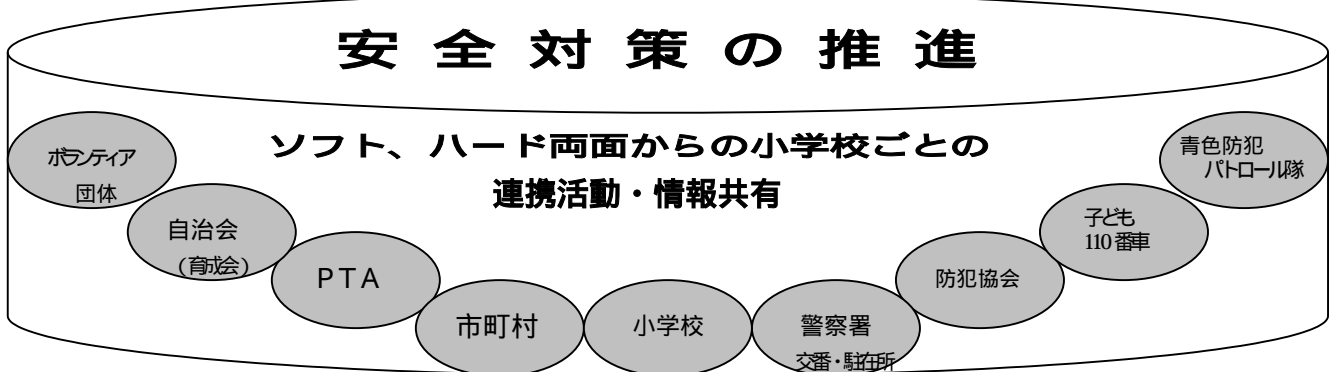 安全対策の推進
ソフト、ハード両面からの小学校ごとの
連携活動・情報共有
ボランティア
団体
自治会
(育成会)
PTA
市町村
小学校
警察署
交番・駐在所
防犯協会
子ども
110番車
青色防犯
パトロール隊